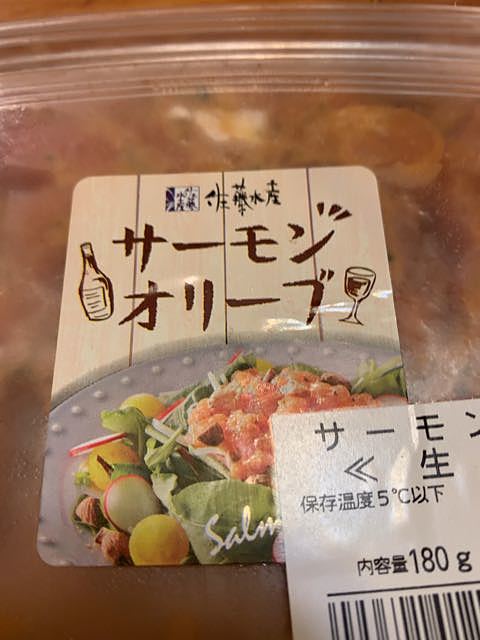 佐藤水産
サーモン
オリーブ
Salm
サーモン
≪ 生
保存温度5℃以下
内容量180g